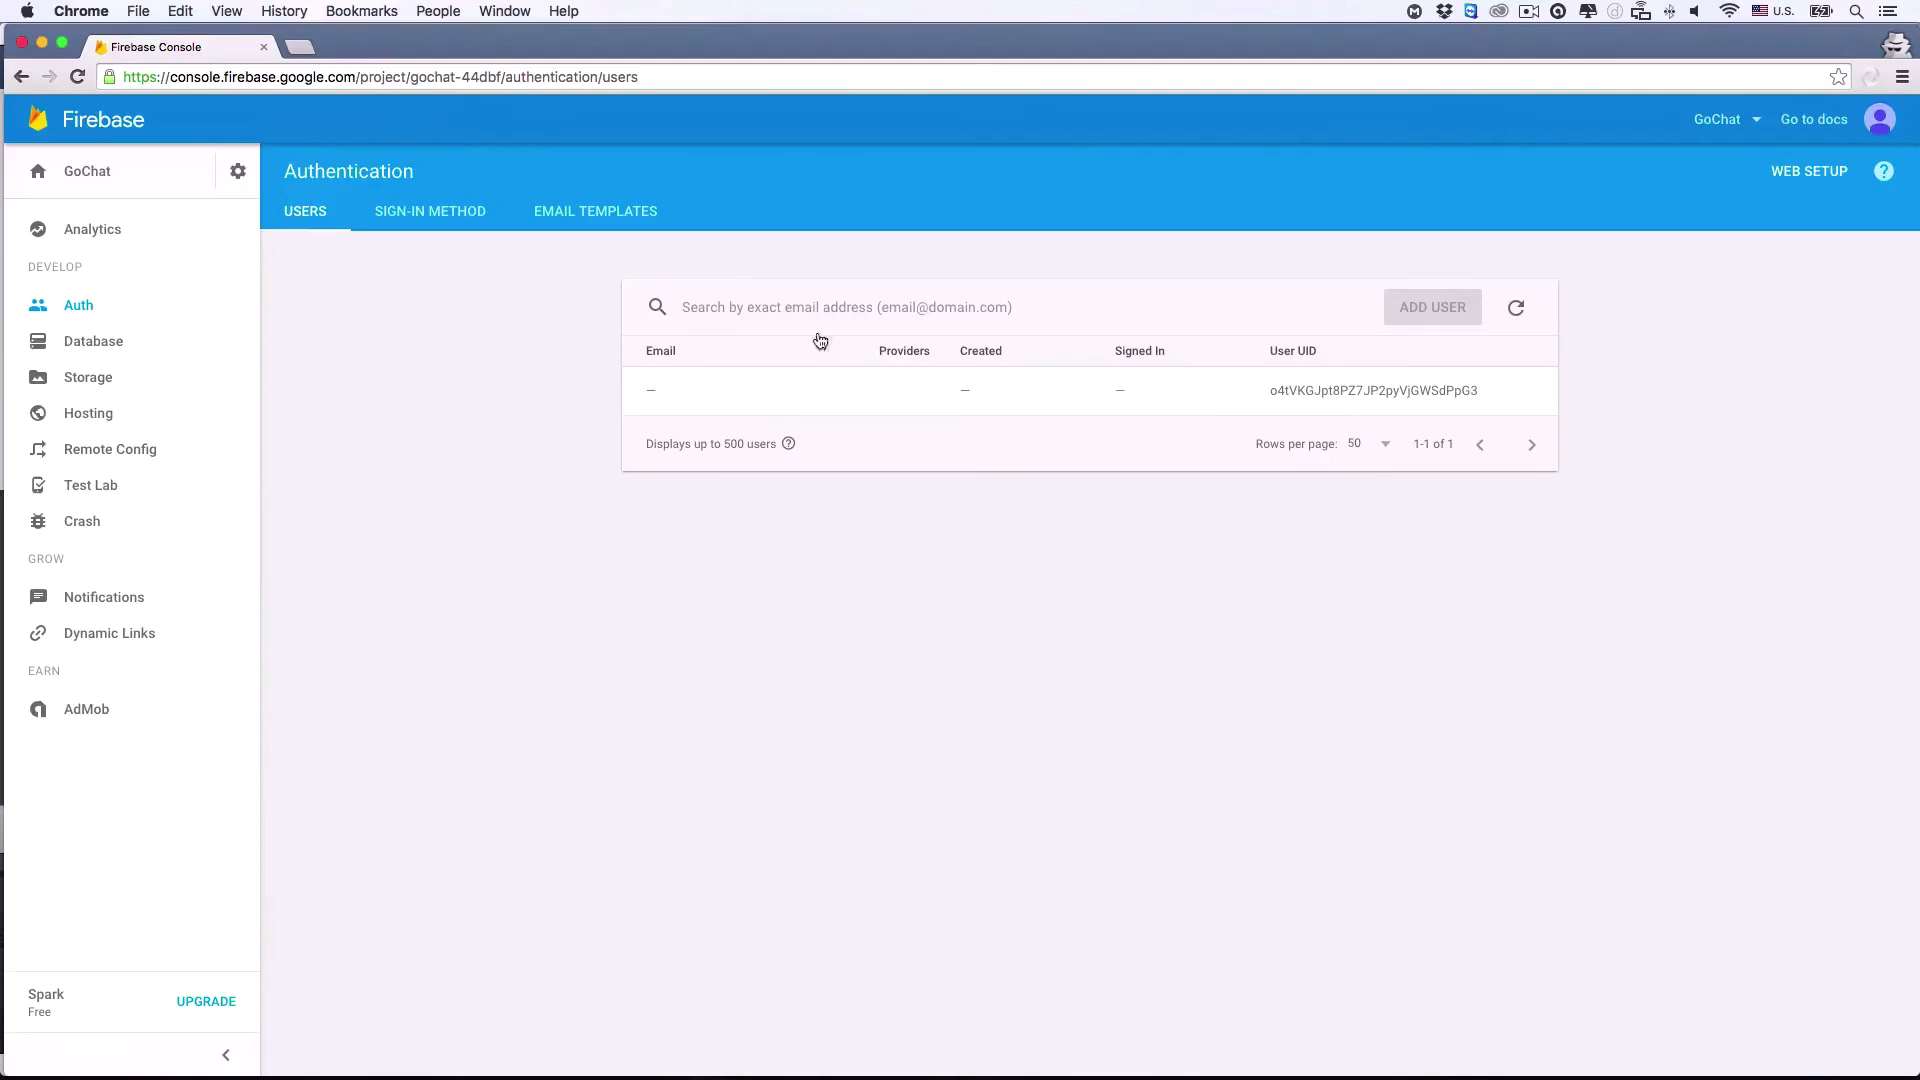 Chrome File Edit View History Bookmarks People Window Help U.S.
Firebase Console
https://console.firebase.google.com/project/gochat-44dbf/authentication/users
Firebase GoChat Go to docs
GoChat
Authentication WEB SETUP
USERS SIGN-IN METHOD EMAIL TEMPLATES
Analytics
DEVELOP
Auth
Database
Storage
Hosting
Remote Config
Test Lab
Crash
GROW
Notifications
Dynamic Links
EARN
AdMob
Spark
Free
UPGRADE
Search by exact email address (email@domain.com) ADD USER
Email Providers Created Signed In User UID
— — — o4tVKGJpt8PZ7JP2pyVjGWSdPpG3
Displays up to 500 users Rows per page: 50 1-1 of 1